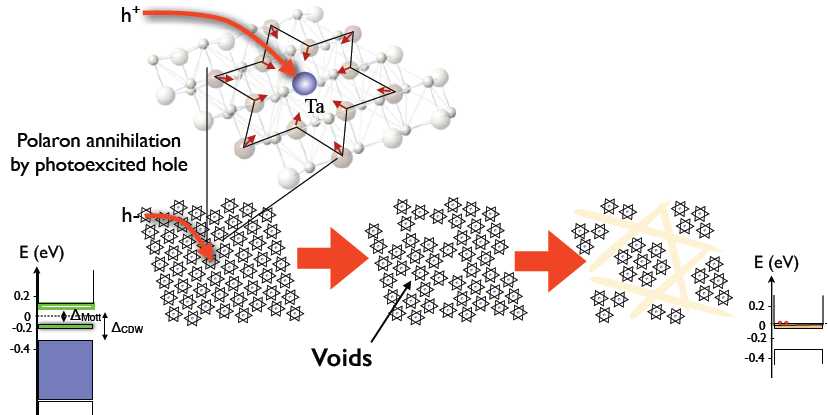 h+
Ta
Polaron annihilation
by photoexcited hole
h-
E (eV)
0.2
0
-0.2
-0.4
ΔMott
ΔCDW
Voids
E (eV)
0.2
0
-0.2
-0.4